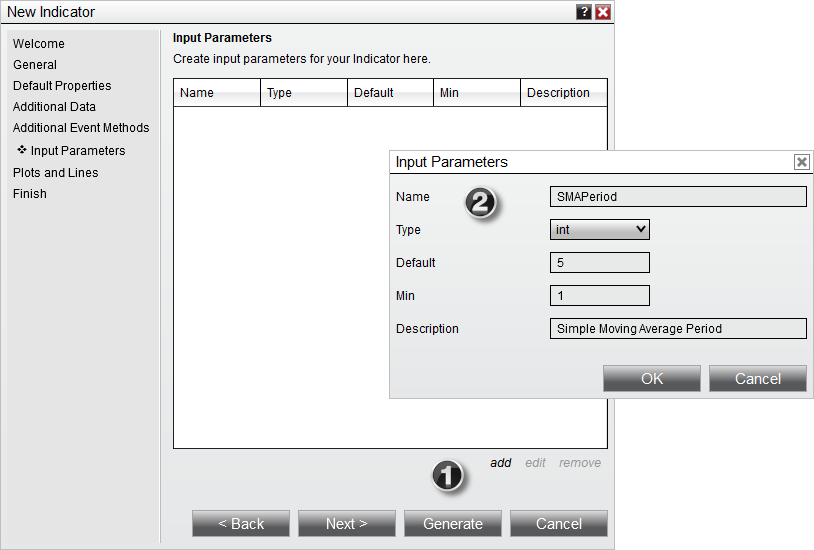 New Indicator
?
Welcome
General
Default Properties
Additional Data
Additional Event Methods
Input Parameters
Plots and Lines
Finish
Input Parameters
Create input parameters for your Indicator here.
Name Type Default Min Description
Input Parameters
2
Name SMAPeriod
Type int
Default 5
Min 1
Description Simple Moving Average Period
OK Cancel
add edit remove
1
< Back Next > Generate Cancel